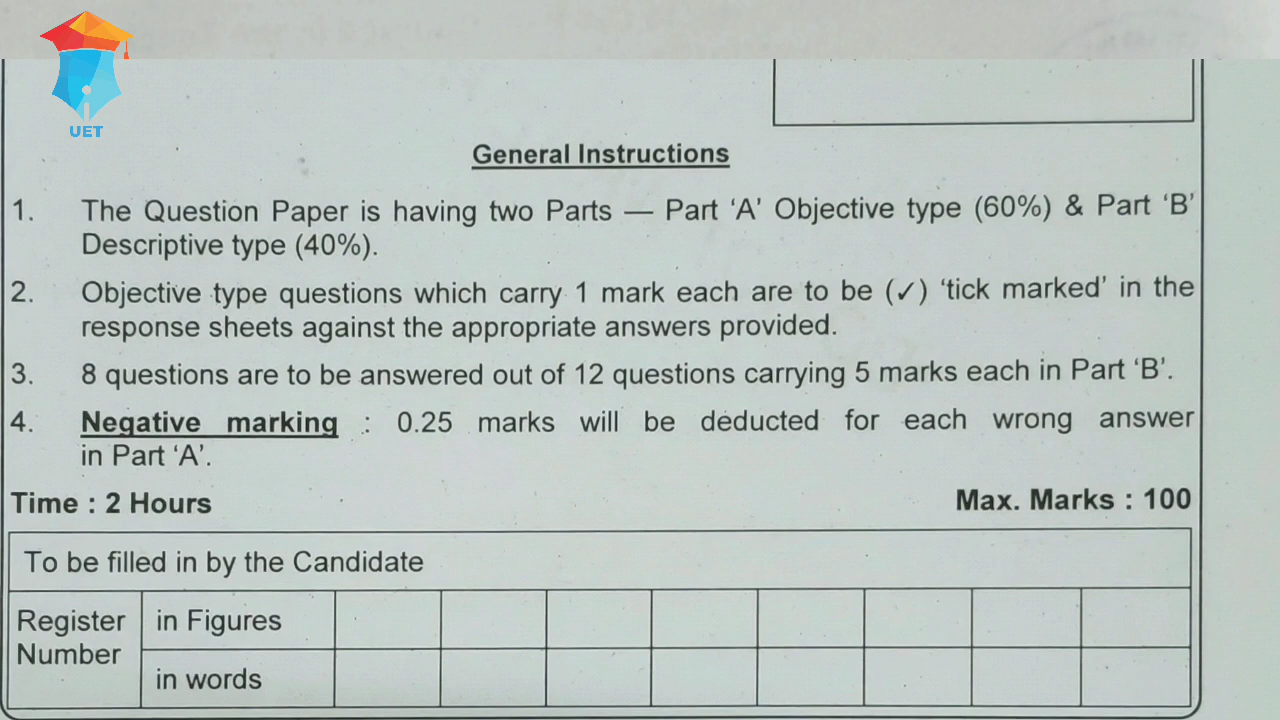 UET
General Instructions
1. The Question Paper is having two Parts — Part ‘A’ Objective type (60%) & Part ‘B’
Descriptive type (40%).
2. Objective type questions which carry 1 mark each are to be (✓) ‘tick marked’ in the
response sheets against the appropriate answers provided.
3. 8 questions are to be answered out of 12 questions carrying 5 marks each in Part ‘B’.
4. Negative marking : 0.25 marks will be deducted for each wrong answer
in Part ‘A’.
Time : 2 Hours Max. Marks : 100
To be filled in by the Candidate
Register Number in Figures
in words